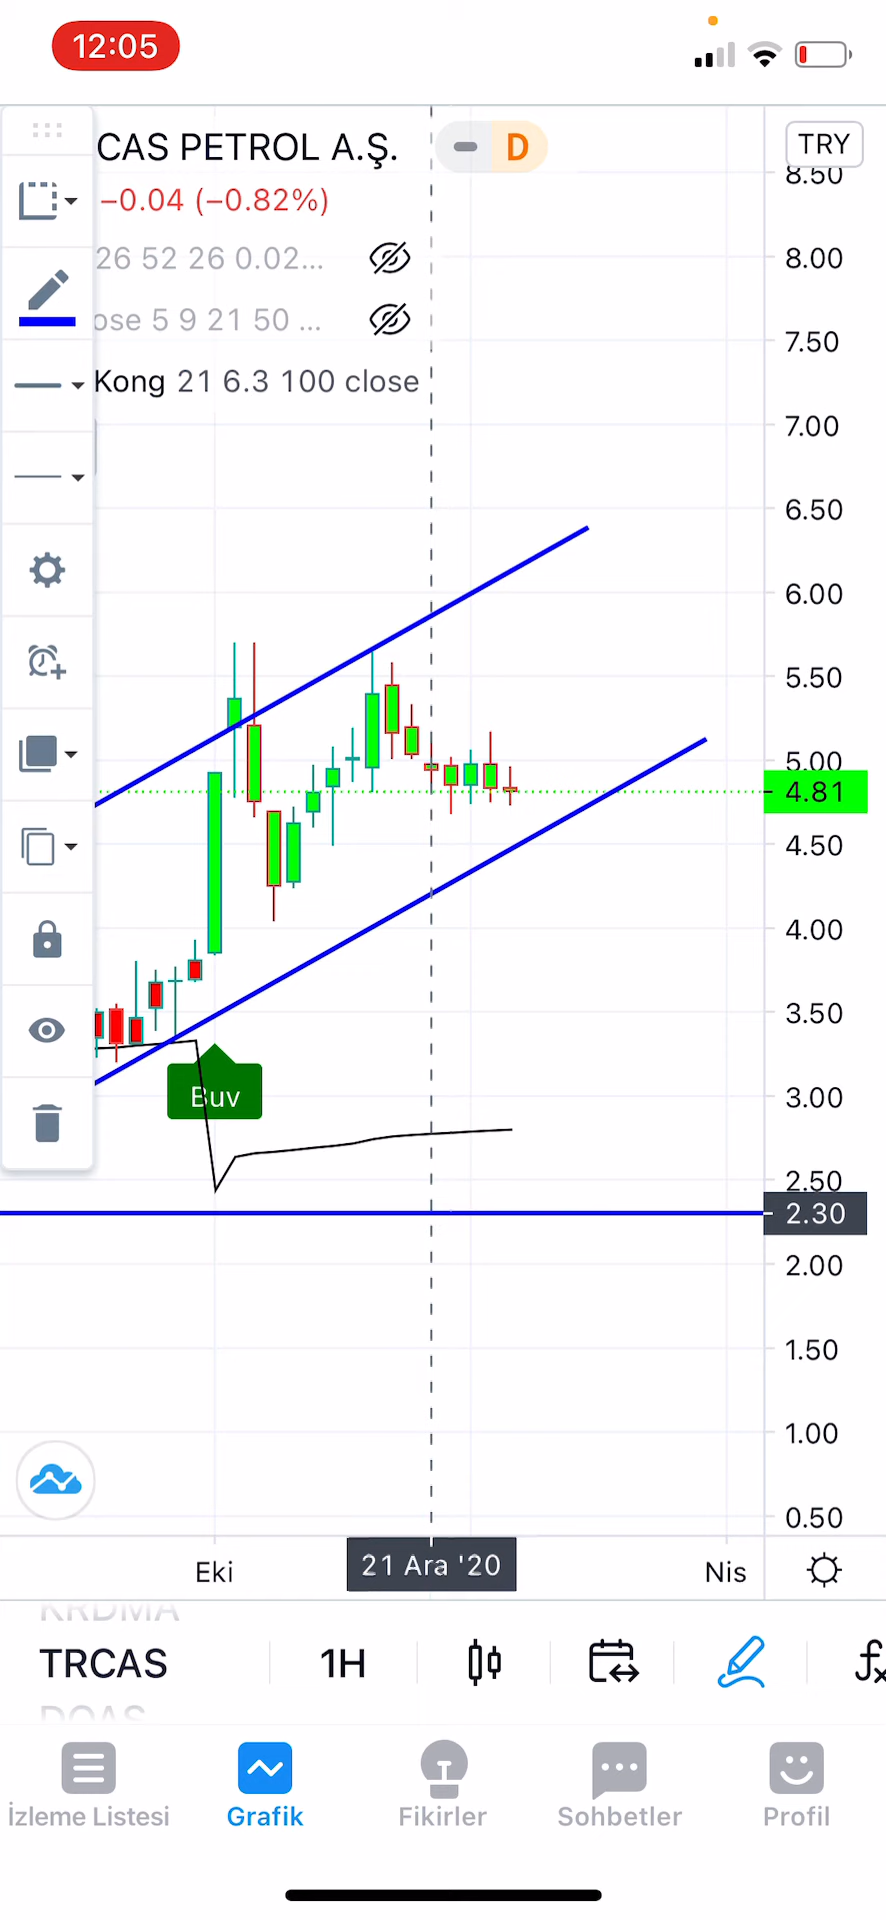 12:05
CAS PETROL A.Ş.
D
TRY
−0.04 (−0.82%)
26 52 26 0.02...
ose 5 9 21 50 ...
Kong 21 6.3 100 close
8.50
8.00
7.50
7.00
6.50
6.00
5.50
5.00
4.81
4.50
4.00
3.50
3.00
2.50
2.30
2.00
1.50
1.00
0.50
Buy
Eki
21 Ara '20
Nis
KRDMA
TRCAS
1H
fx
DOAS
İzleme Listesi
Grafik
Fikirler
Sohbetler
Profil